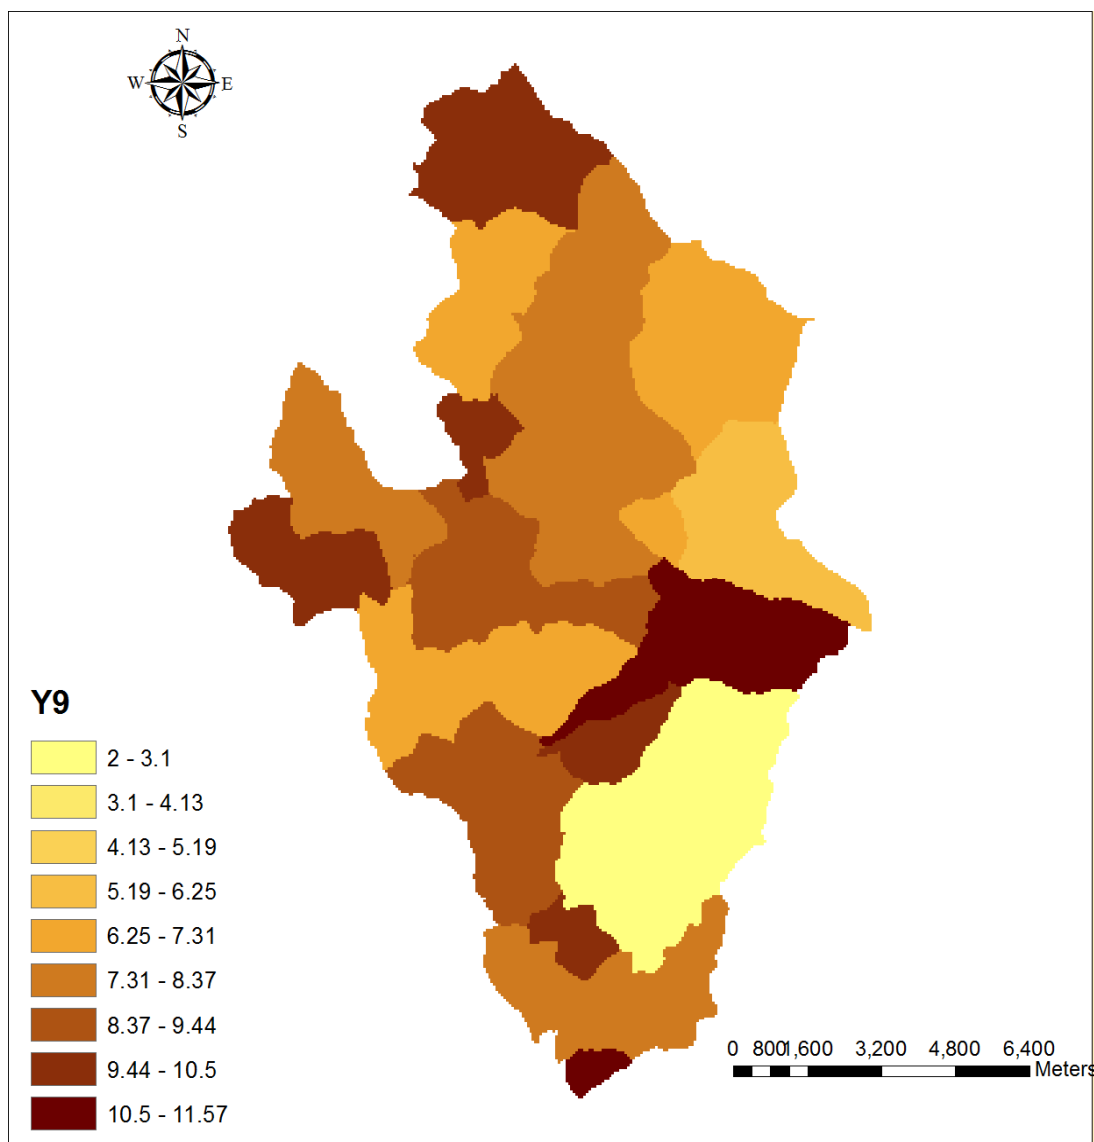 N
W E
S
Y9
2 - 3.1
3.1 - 4.13
4.13 - 5.19
5.19 - 6.25
6.25 - 7.31
7.31 - 8.37
8.37 - 9.44
9.44 - 10.5
10.5 - 11.57
0 8001,600 3,200 4,800 6,400
Meters